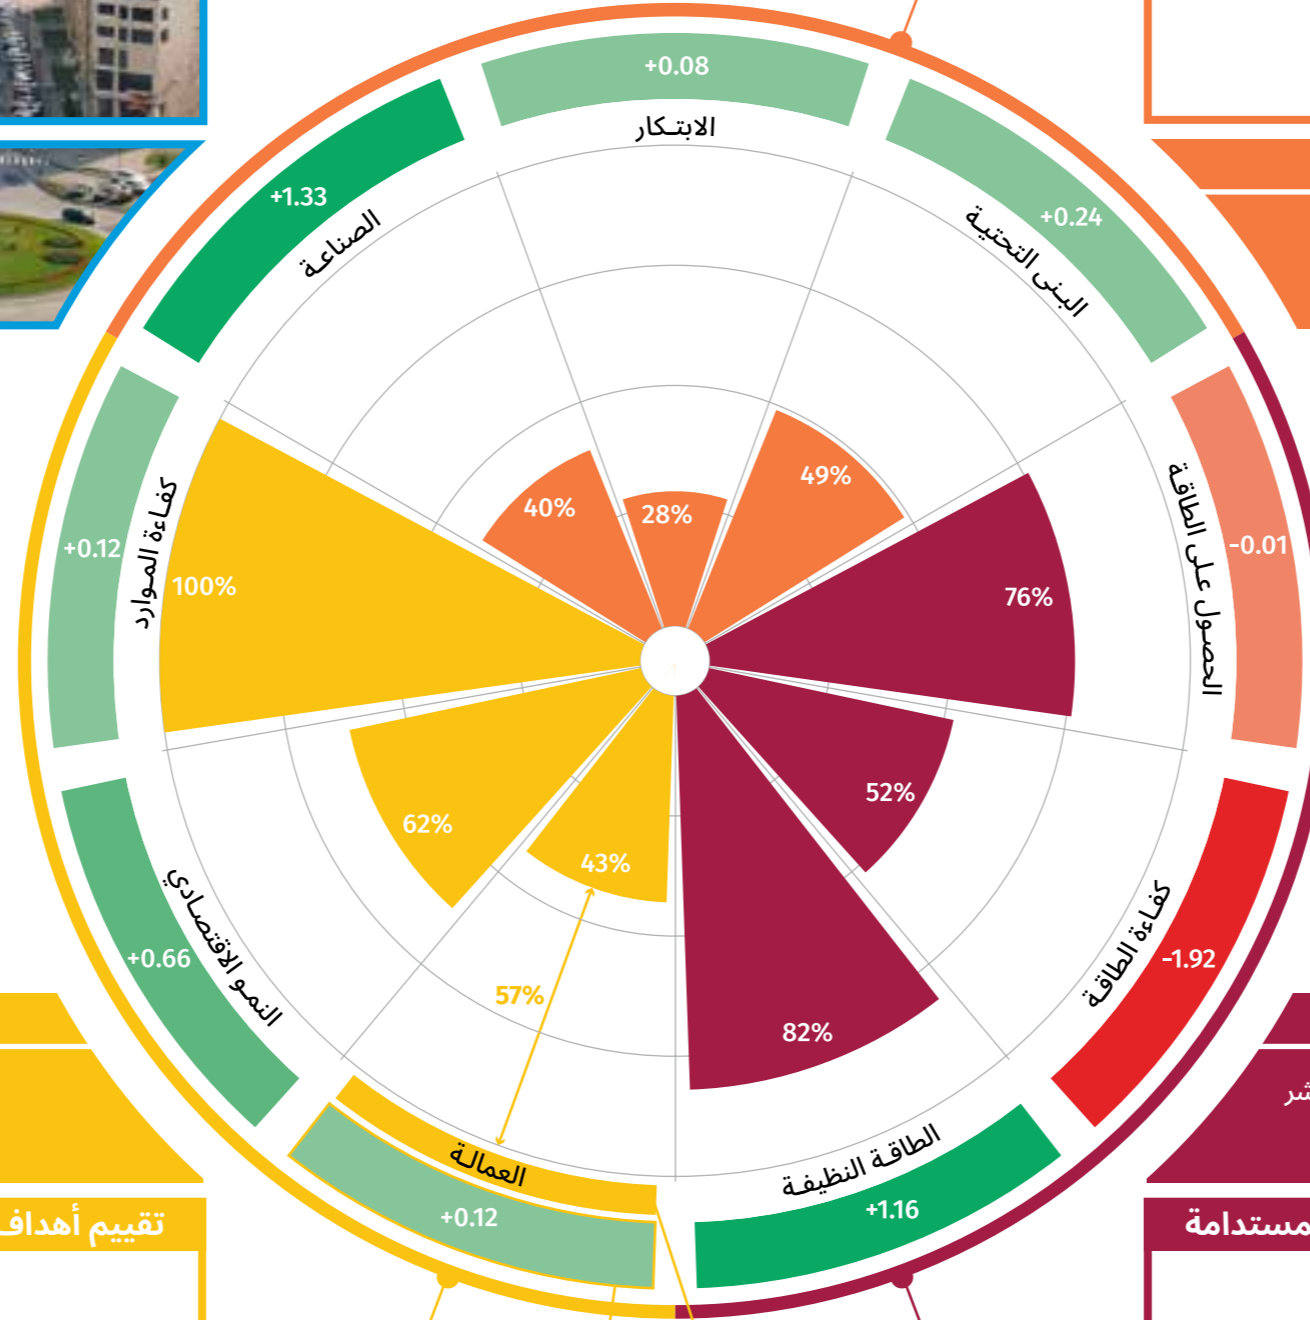 +0.08
الابتكار
+0.24
البنى التحتية
-0.01
الحصول على الطاقة
-1.92
كفاءة الطاقة
+1.16
الطاقة النظيفة
+0.12
العمالة
+0.66
النمو الاقتصادي
+0.12
كفاءة الموارد
+1.33
الصناعة
28%
49%
76%
52%
82%
43%
57%
62%
100%
40%
تقييم أهداف